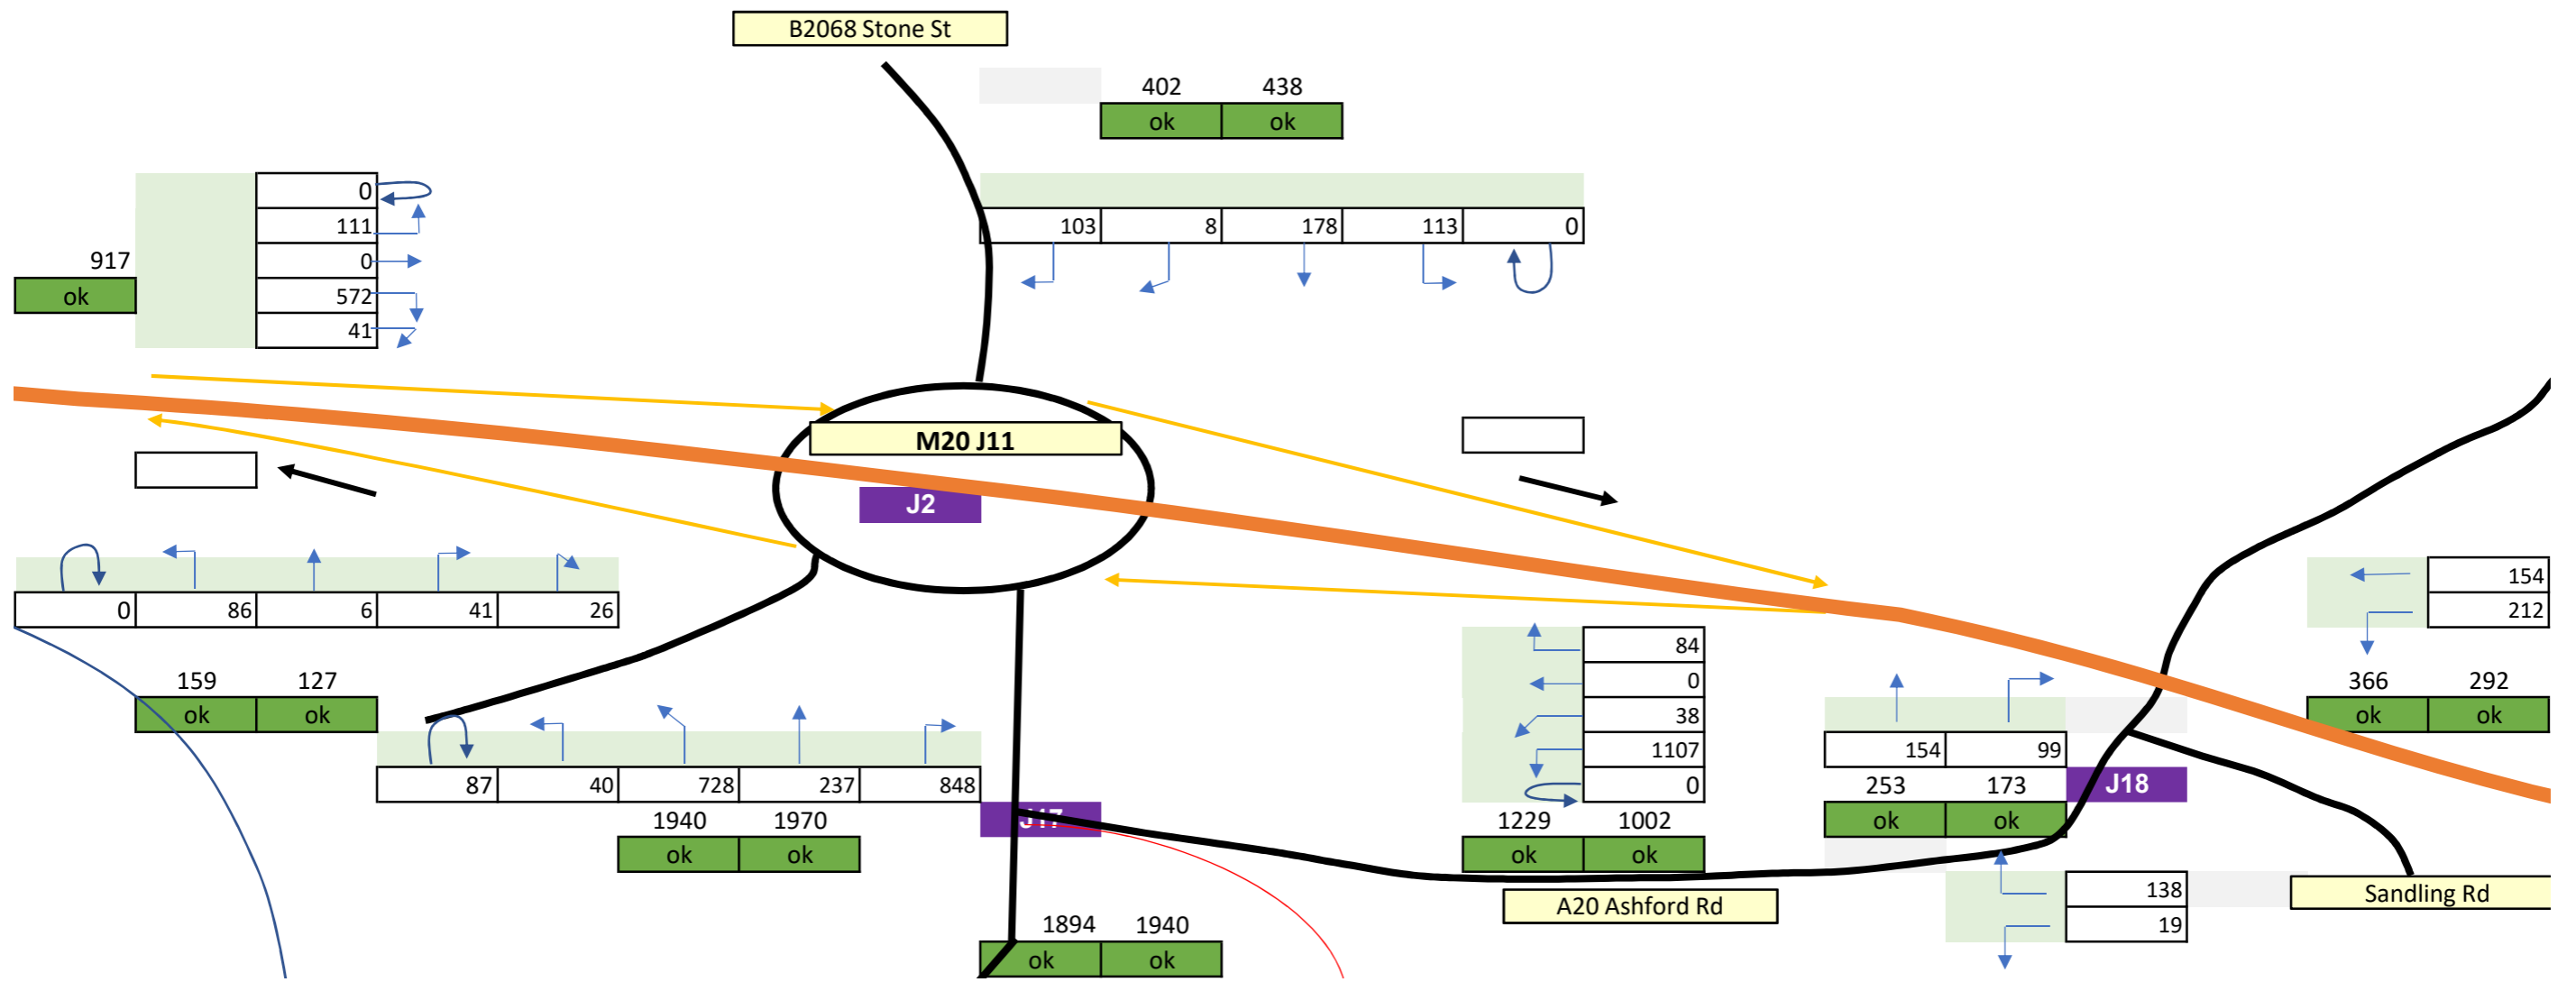 B2068 Stone St
402 438
ok ok
0
111
0
572
41
917
ok
103 8 178 113 0
M20 J11
J2
0 86 6 41 26
159 127
ok ok
87 40 728 237 848
1940 1970
ok ok
J17
1894 1940
ok ok
84
0
38
1107
0
1229 1002
ok ok
A20 Ashford Rd
154
212
366 292
ok ok
154 99
253 173
ok ok
J18
138
19
Sandling Rd